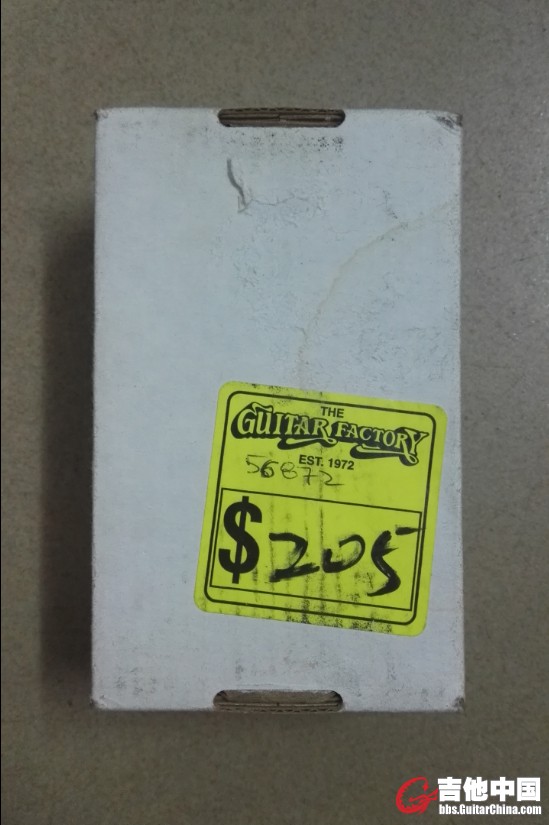 THE
GUITAR FACTORY
EST. 1972
56872
$205
吉他中国
bbs.GuitarChina.com